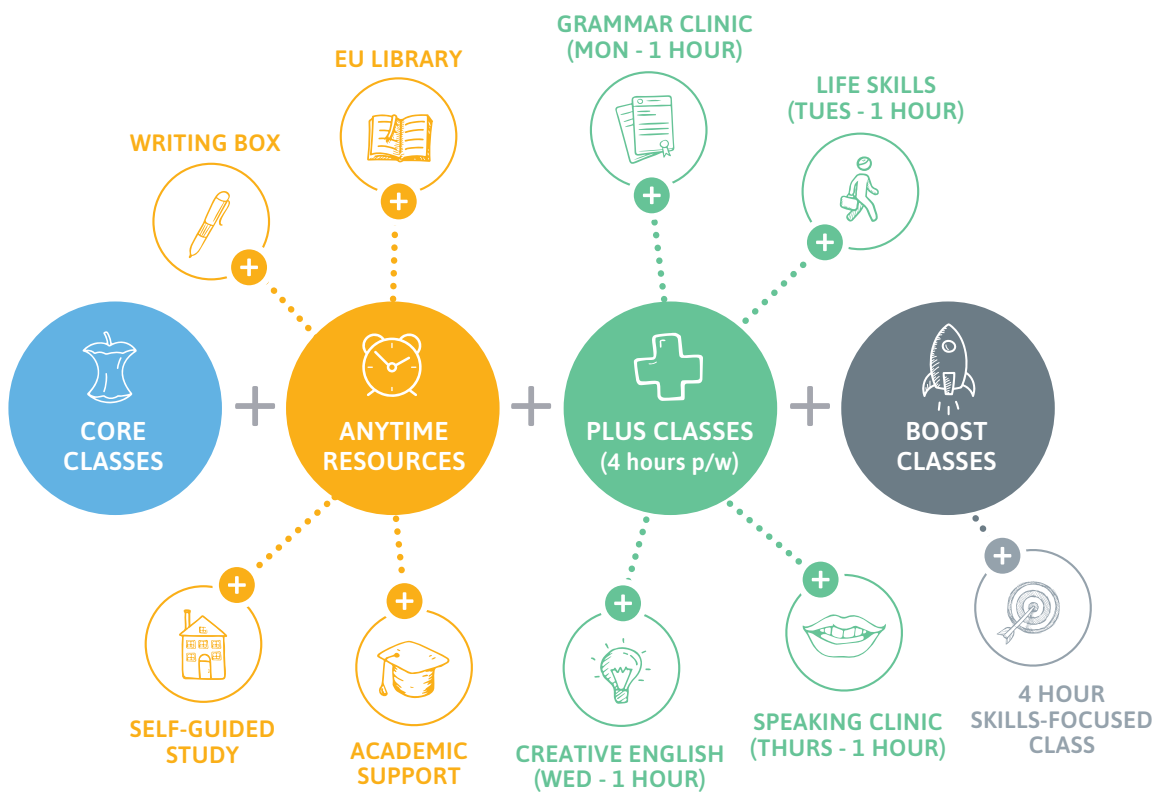 GRAMMAR CLINIC
(MON - 1 HOUR)
EU LIBRARY
LIFE SKILLS
(TUES - 1 HOUR)
WRITING BOX
CORE
CLASSES
ANYTIME
RESOURCES
PLUS CLASSES
(4 hours p/w)
BOOST
CLASSES
SELF-GUIDED
STUDY
ACADEMIC
SUPPORT
CREATIVE ENGLISH
(WED - 1 HOUR)
SPEAKING CLINIC
(THURS - 1 HOUR)
4 HOUR
SKILLS-FOCUSED
CLASS